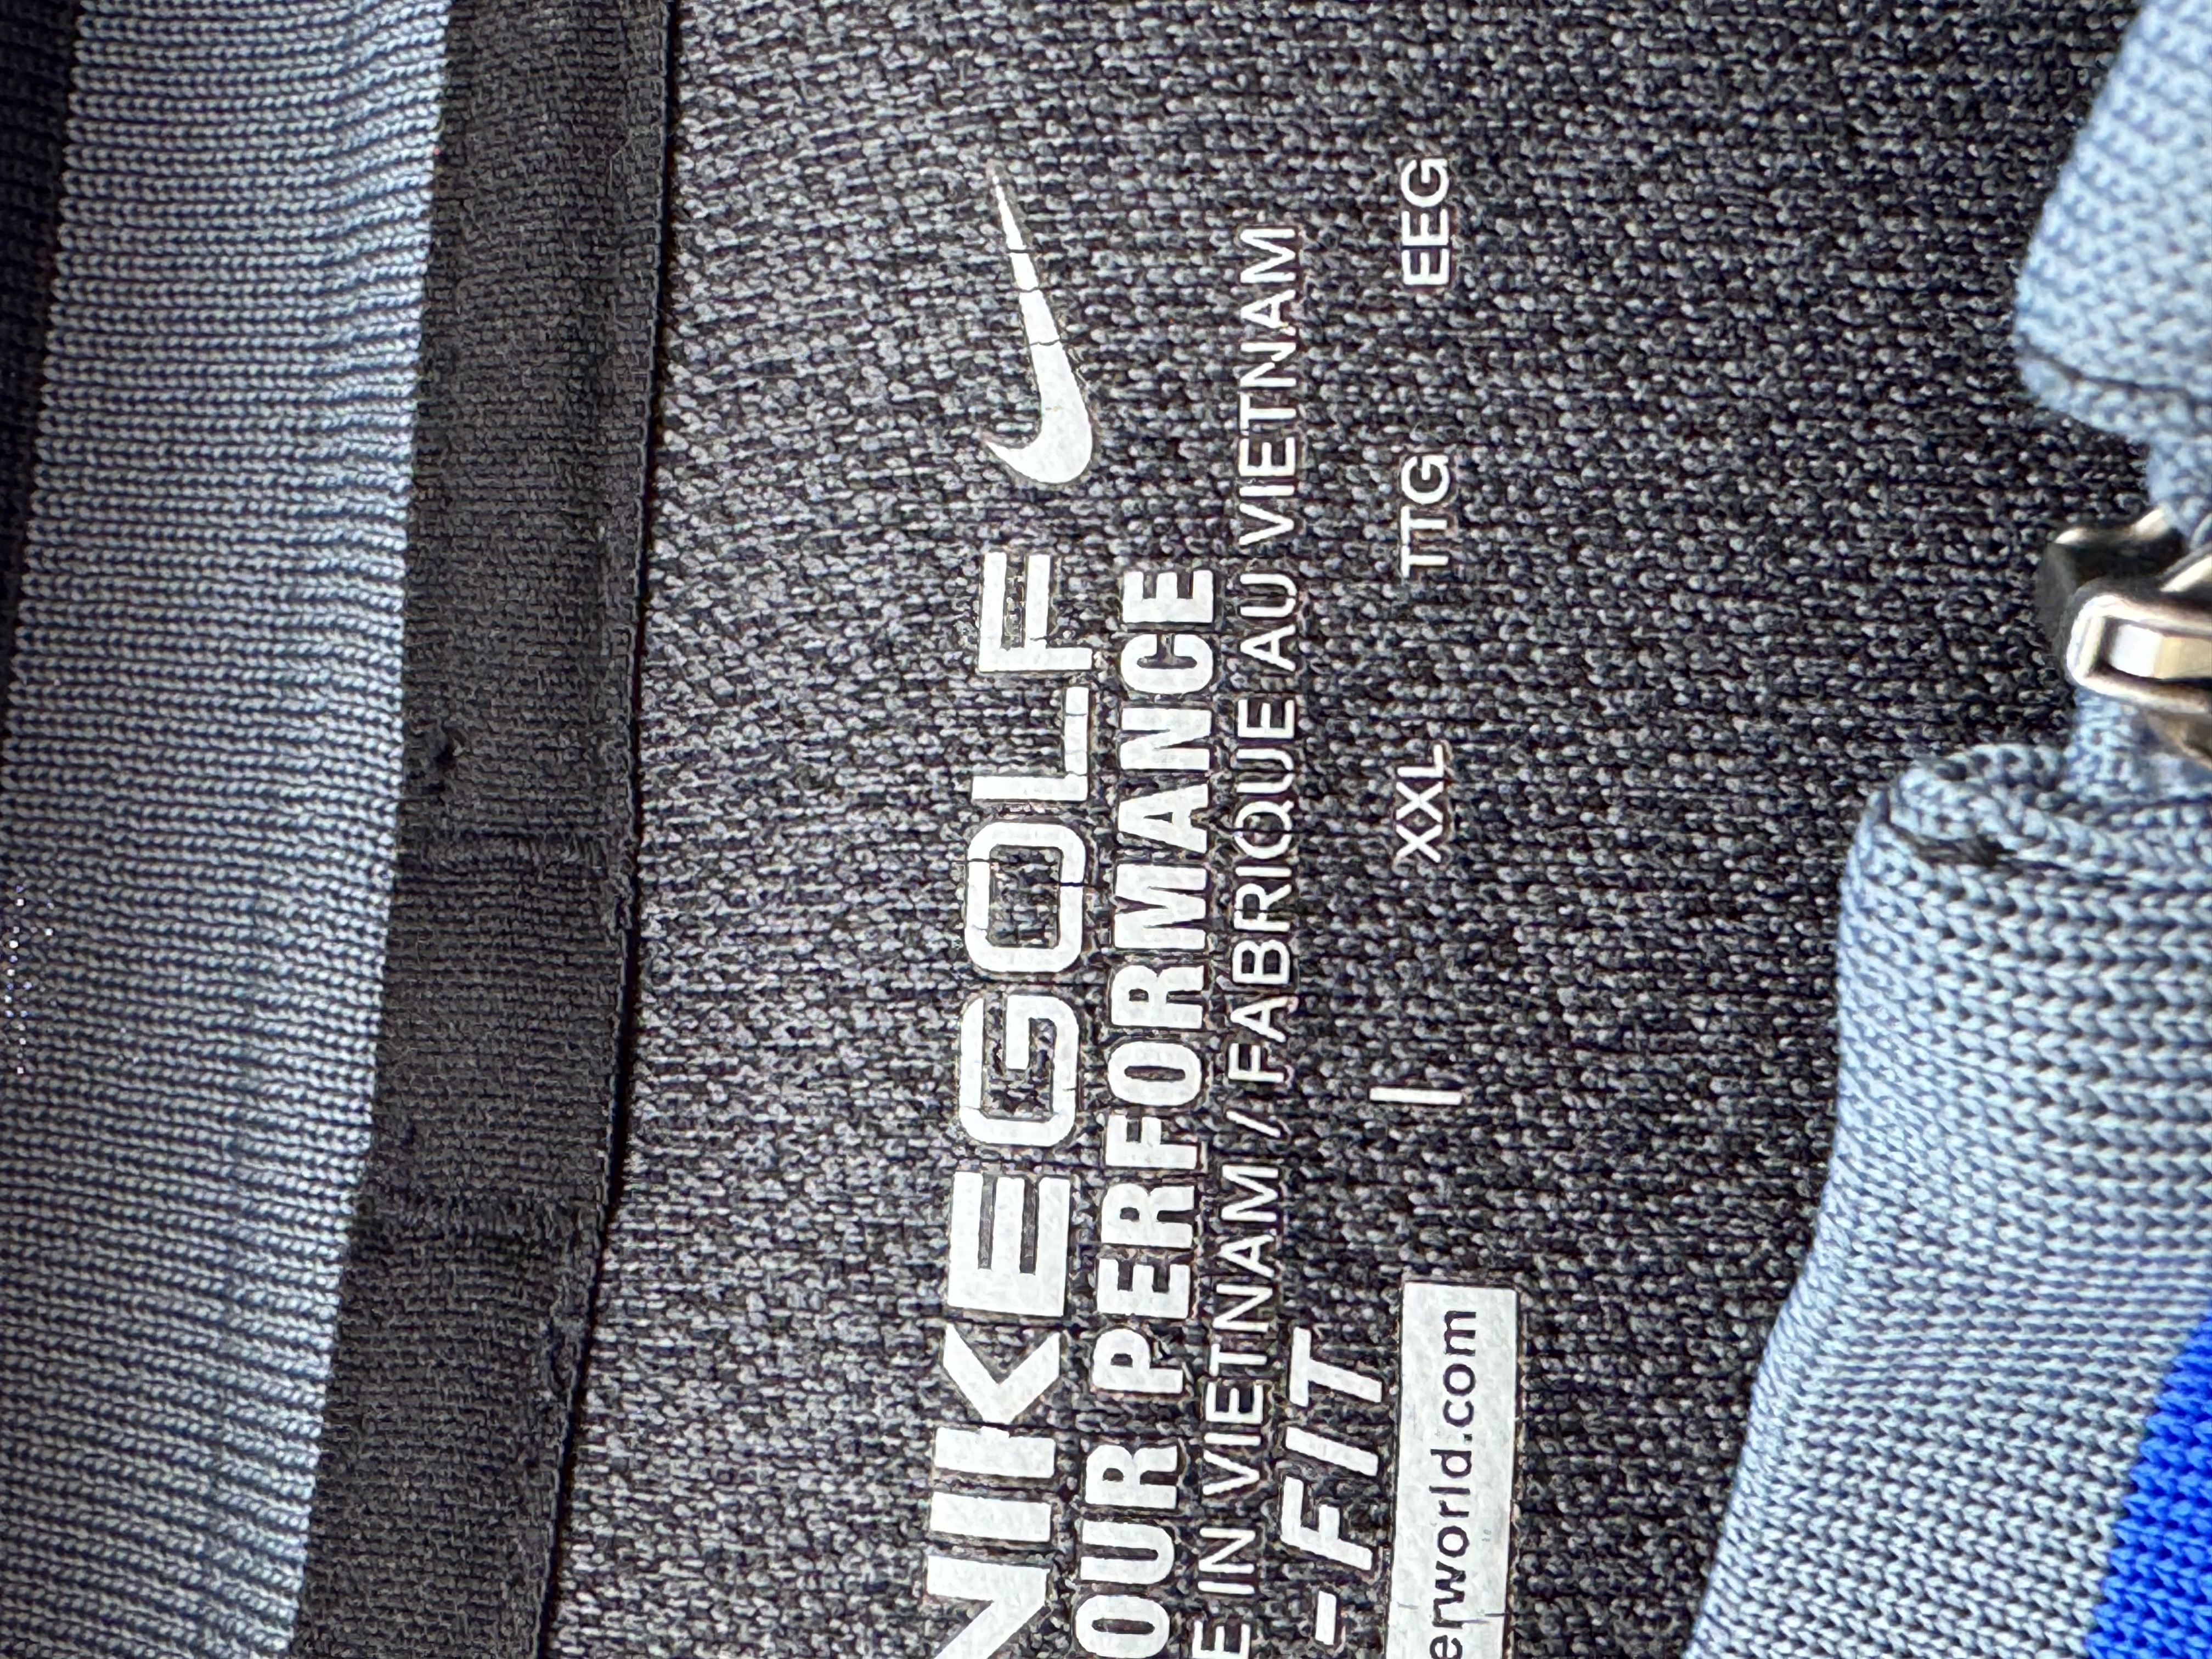 NIKEGOLF
OUR PERFORMANCE
IN VIETNAM / FABRIQUE AU VIETNAM
-FIT
erworld.com | XXL TTG EEG